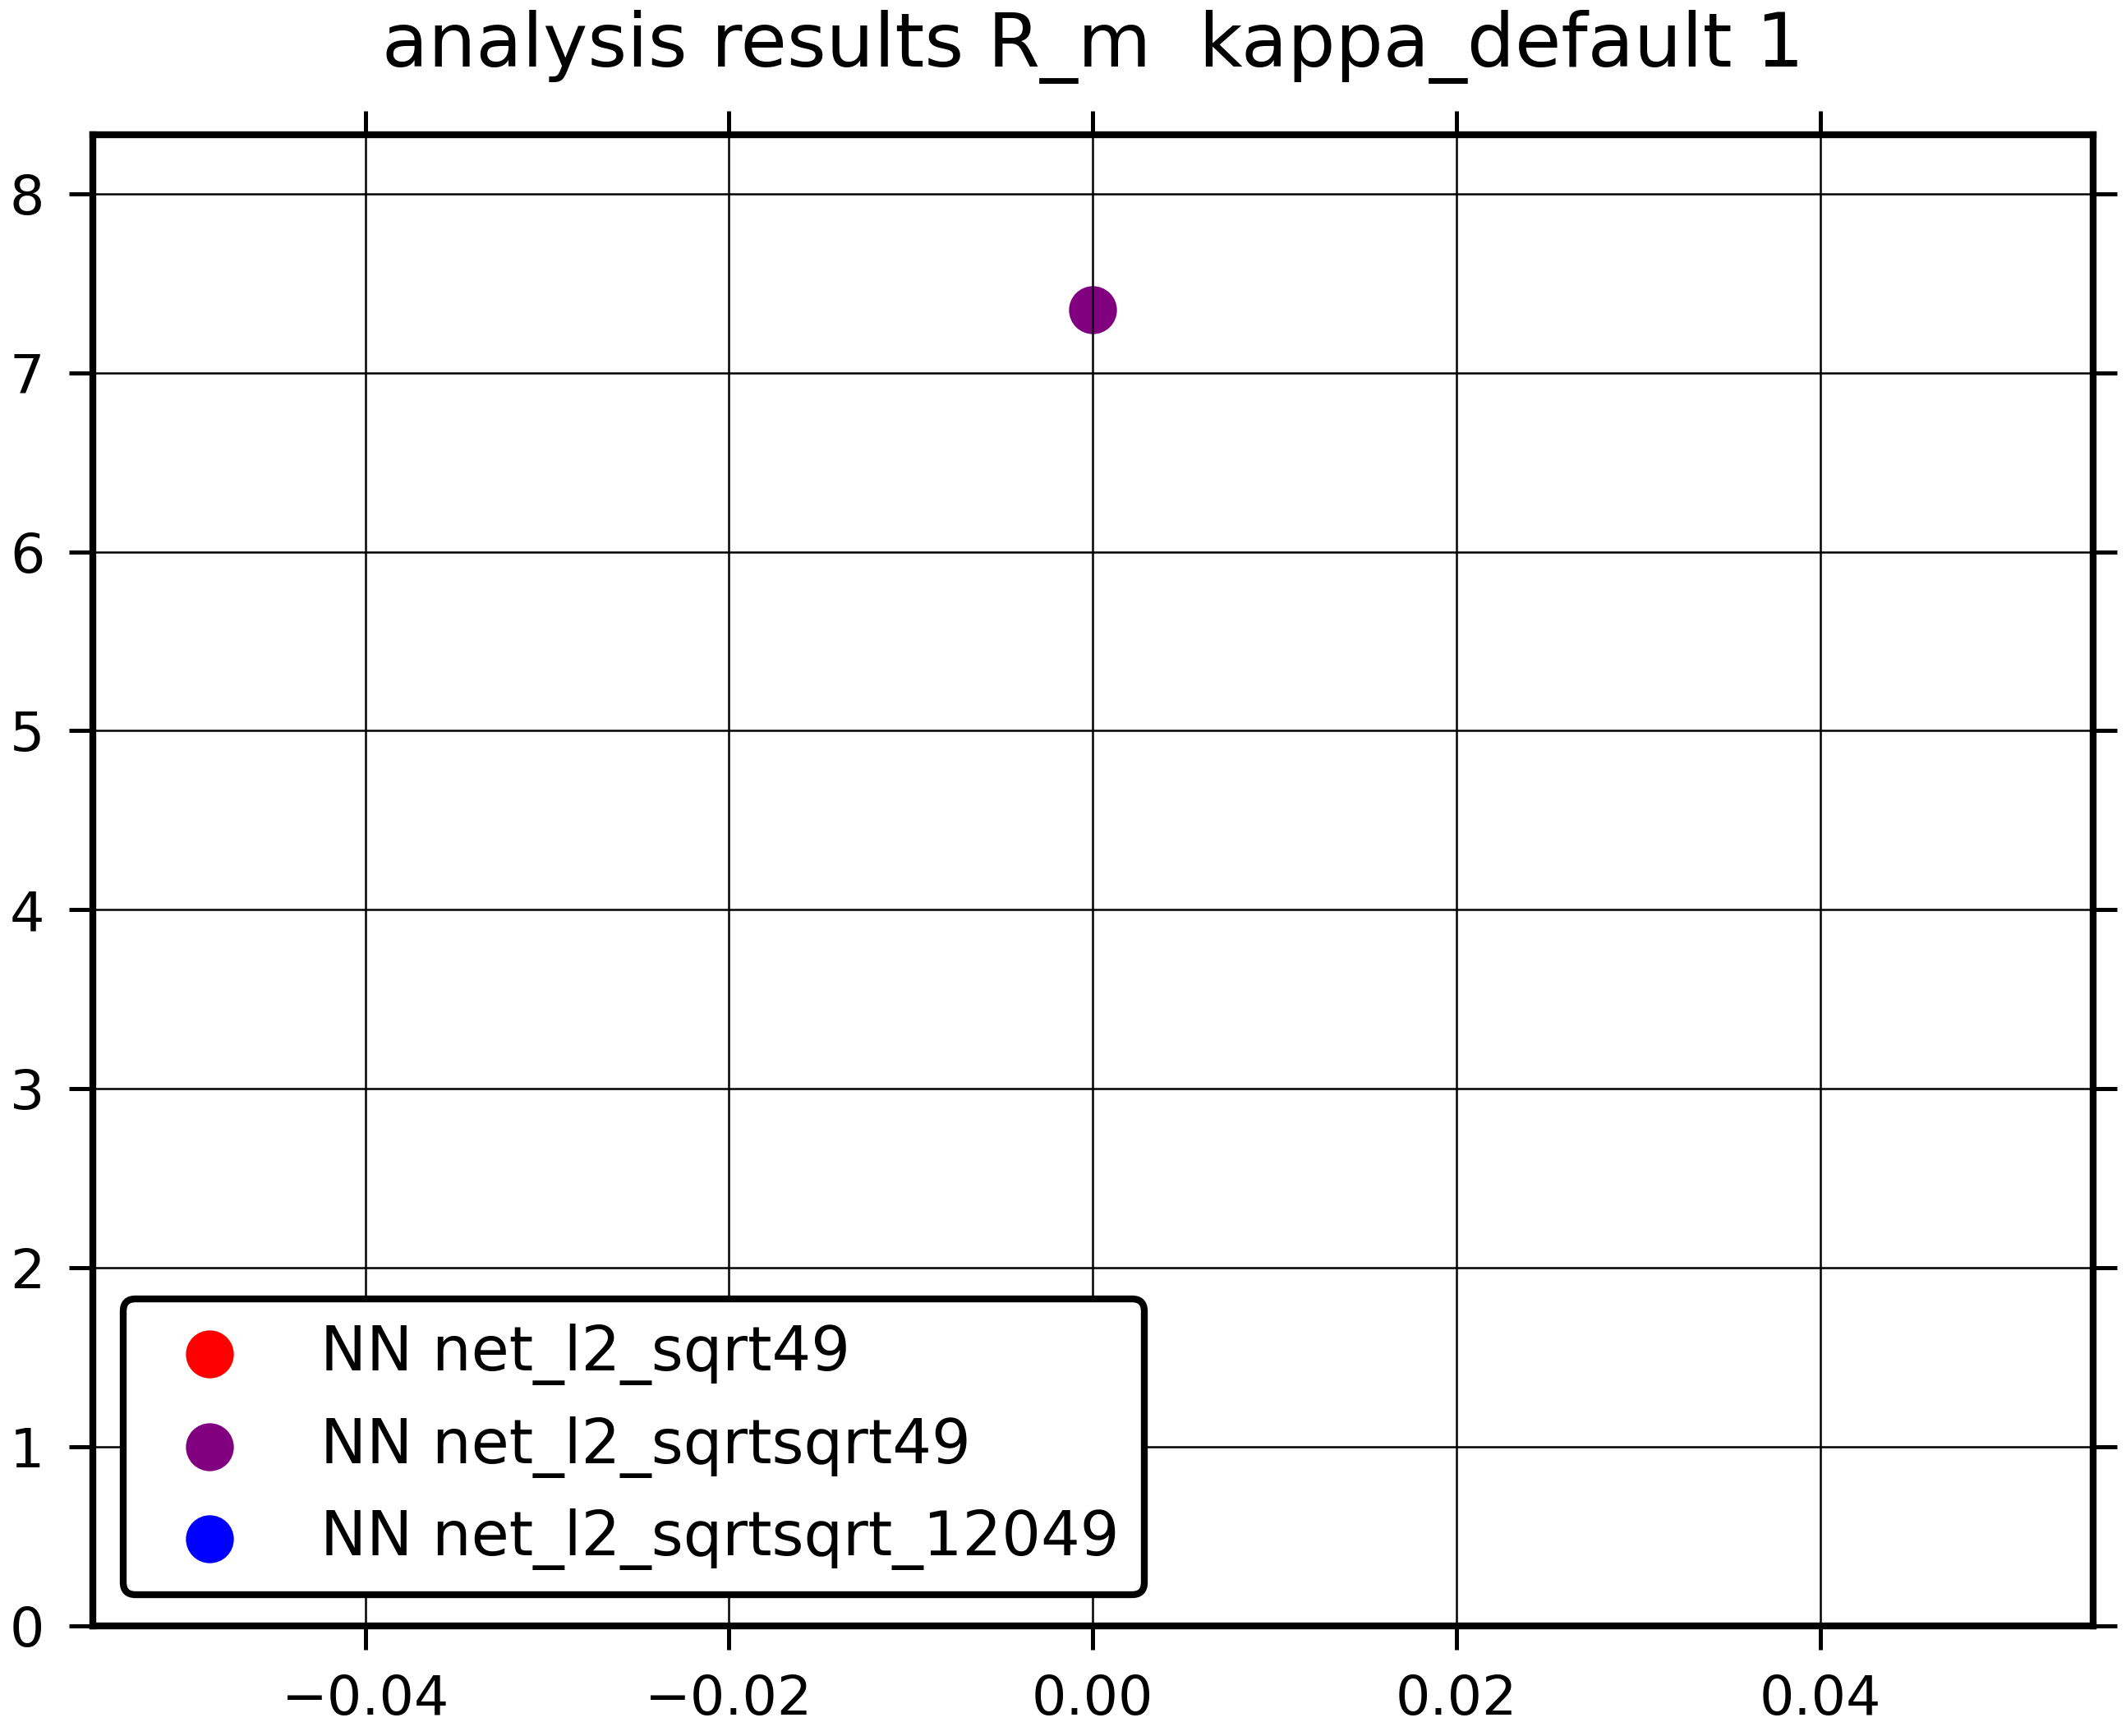 analysis results R_m  kappa_default 1
8
7
6
5
4
3
2
1
0
NN net_l2_sqrt49
NN net_l2_sqrtsqrt49
NN net_l2_sqrtsqrt_12049
−0.04 −0.02 0.00 0.02 0.04